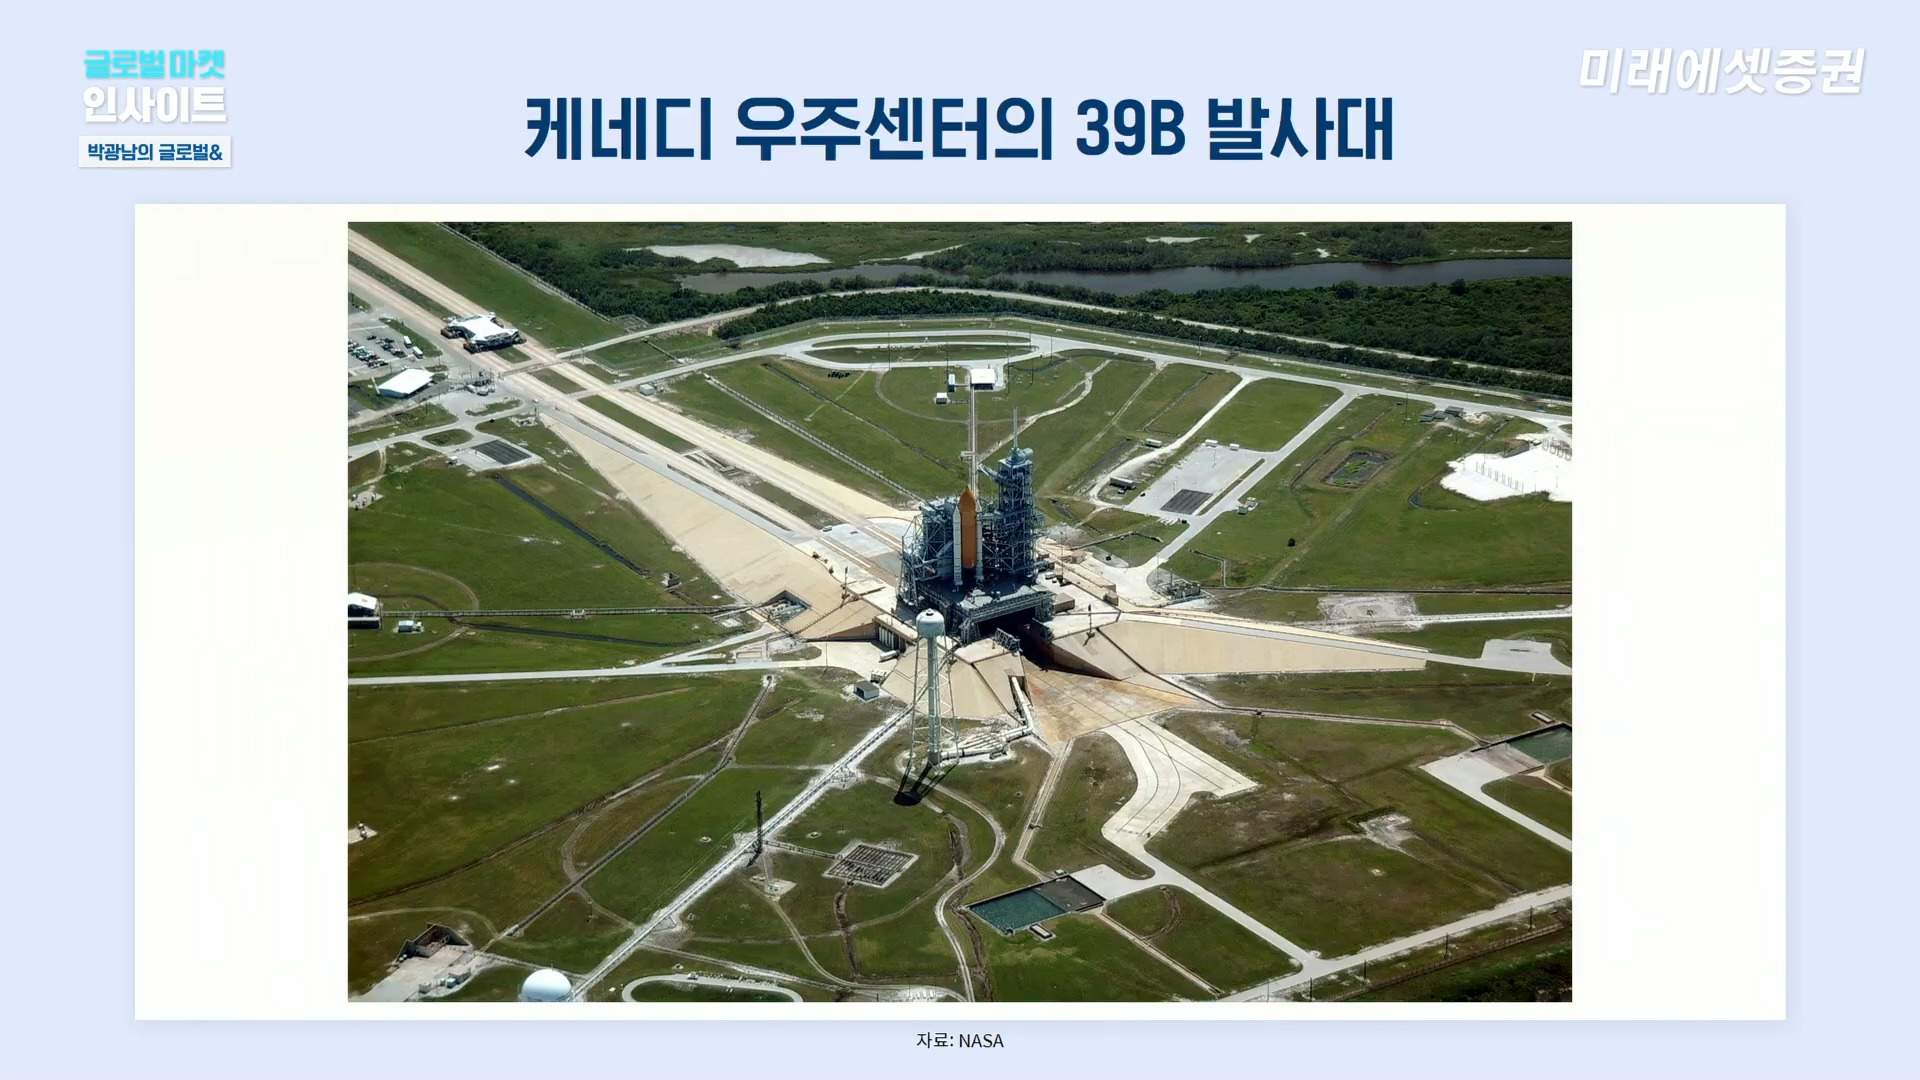 글로벌 마켓
인사이트
박광남의 글로벌&
미래에셋증권
케네디 우주센터의 39B 발사대
자료: NASA